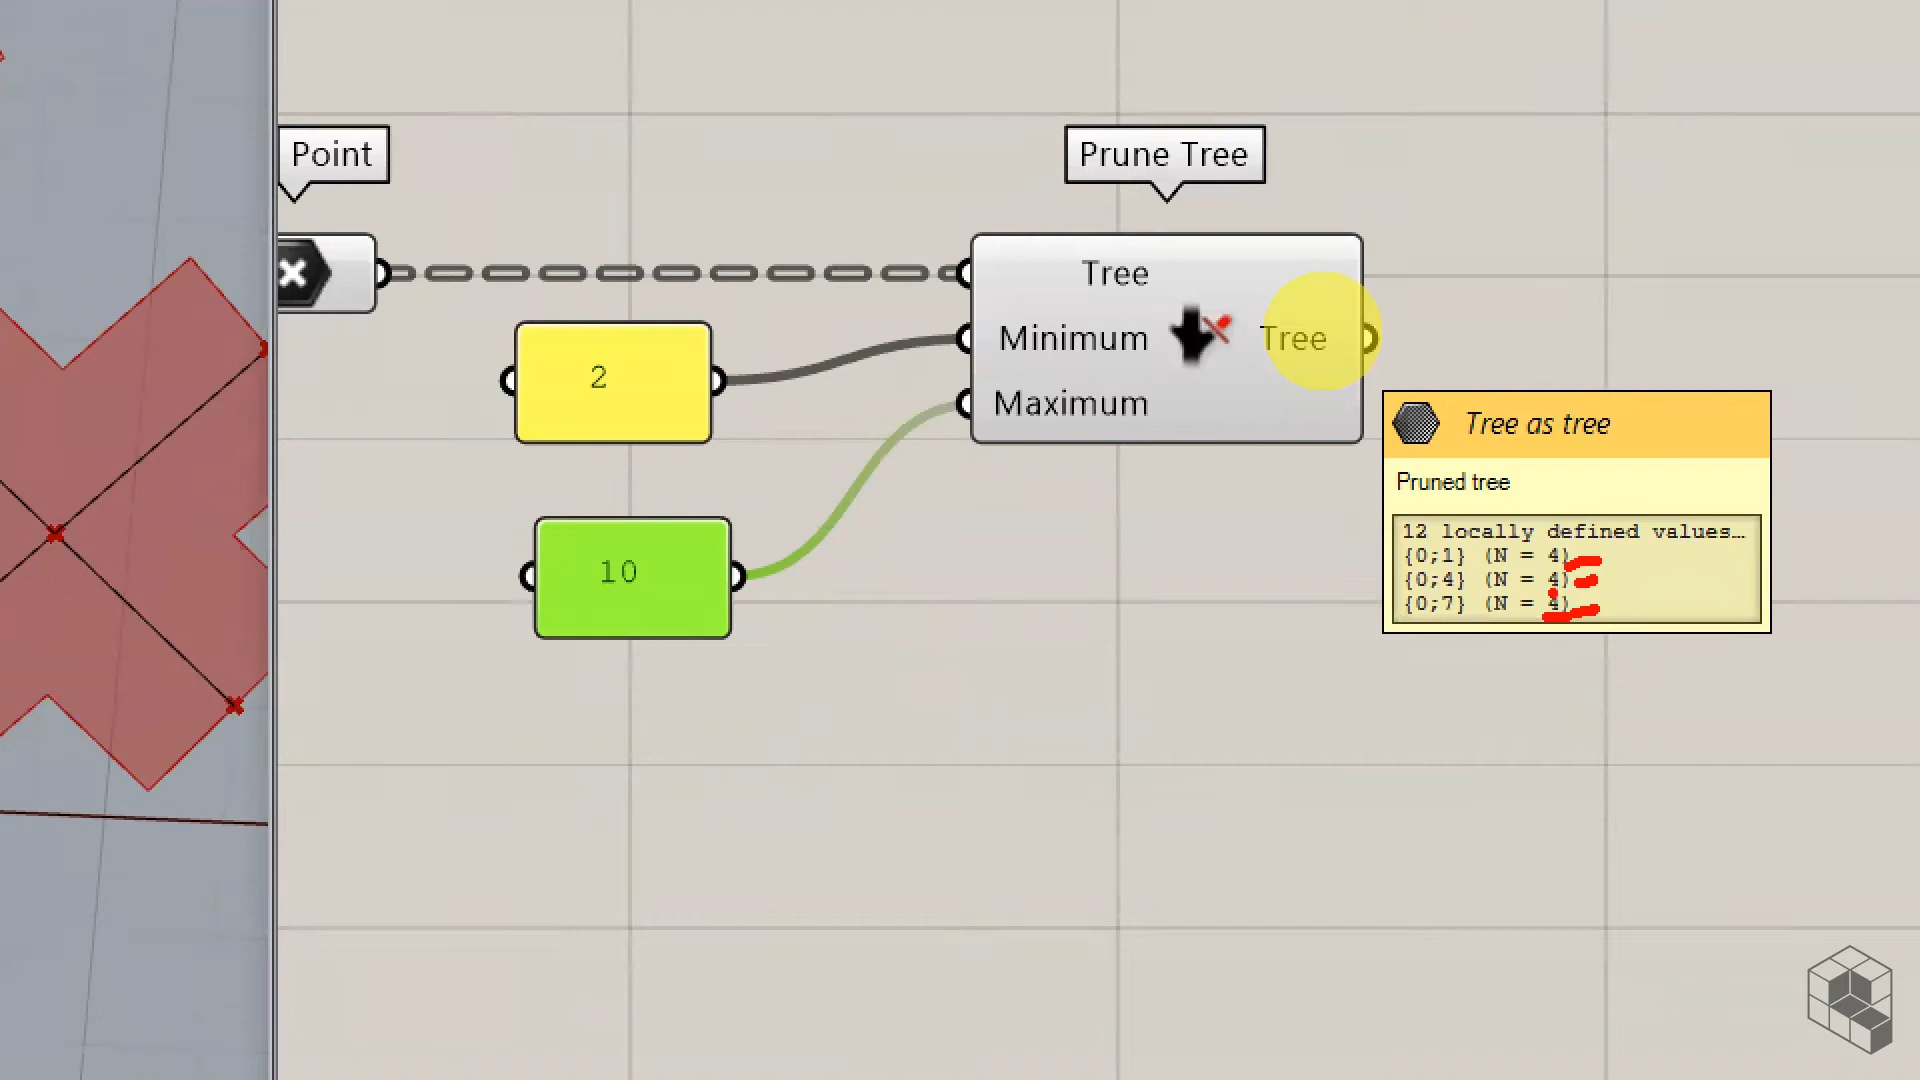 Point
Prune Tree
Tree
2
Minimum
Tree
Maximum
10
Tree as tree
Pruned tree
12 locally defined values…
{0;1} (N = 4)
{0;4} (N = 4)
{0;7} (N = 4)